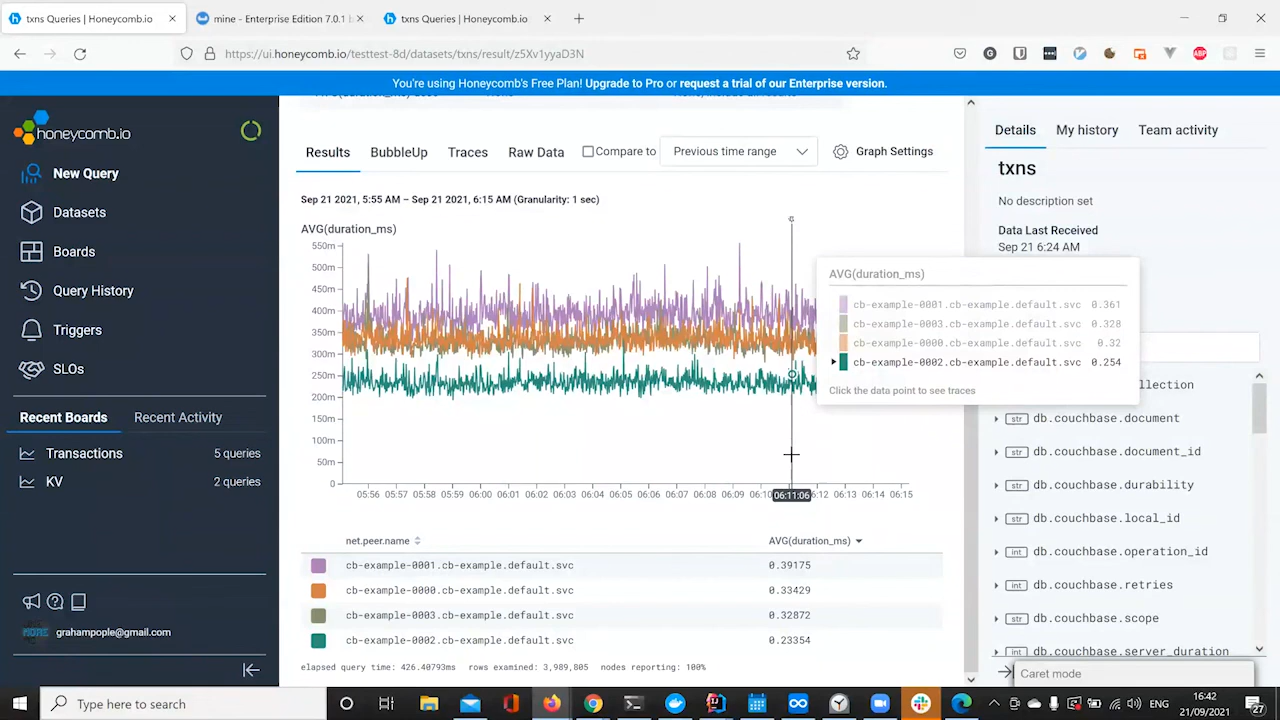 txns Queries | Honeycomb.io
mine - Enterprise Edition 7.0.1 b
txns Queries | Honeycomb.io
https://ui.honeycomb.io/testtest-8d/datasets/txns/result/z5Xv1yyaD3N
You're using Honeycomb's Free Plan! Upgrade to Pro or request a trial of our Enterprise version.
honeycomb.io
New Query
Datasets
Boards
Query History
Triggers
SLOs
Recent Boards
Recent Activity
Transactions
5 queries
KV
2 queries
MORE
grahampople@gmail.com
Results
BubbleUp
Traces
Raw Data
Compare to
Previous time range
Graph Settings
Sep 21 2021, 5:55 AM – Sep 21 2021, 6:15 AM (Granularity: 1 sec)
AVG(duration_ms)
550m
500m
450m
400m
350m
300m
250m
200m
150m
100m
50m
0
05:56 05:57 05:58 05:59 06:00 06:01 06:02 06:03 06:04 06:05 06:06 06:07 06:08 06:09 06:10 06:11:06 6:12 06:13 06:14 06:15
AVG(duration_ms)
cb-example-0001.cb-example.default.svc 0.361
cb-example-0003.cb-example.default.svc 0.328
cb-example-0000.cb-example.default.svc 0.32
cb-example-0002.cb-example.default.svc 0.254
Click the data point to see traces
net.peer.name
AVG(duration_ms)
cb-example-0001.cb-example.default.svc 0.39175
cb-example-0000.cb-example.default.svc 0.33429
cb-example-0003.cb-example.default.svc 0.32872
cb-example-0002.cb-example.default.svc 0.23354
elapsed query time: 426.40793ms rows examined: 3,989,805 nodes reporting: 100%
Details
My history
Team activity
txns
No description set
Data Last Received
Sep 21 6:24 AM
llection
str db.couchbase.document
str db.couchbase.document_id
str db.couchbase.durability
str db.couchbase.local_id
int db.couchbase.operation_id
int db.couchbase.retries
str db.couchbase.scope
int db.couchbase.server_duration
Caret mode
Type here to search
16:42
21/09/2021
27